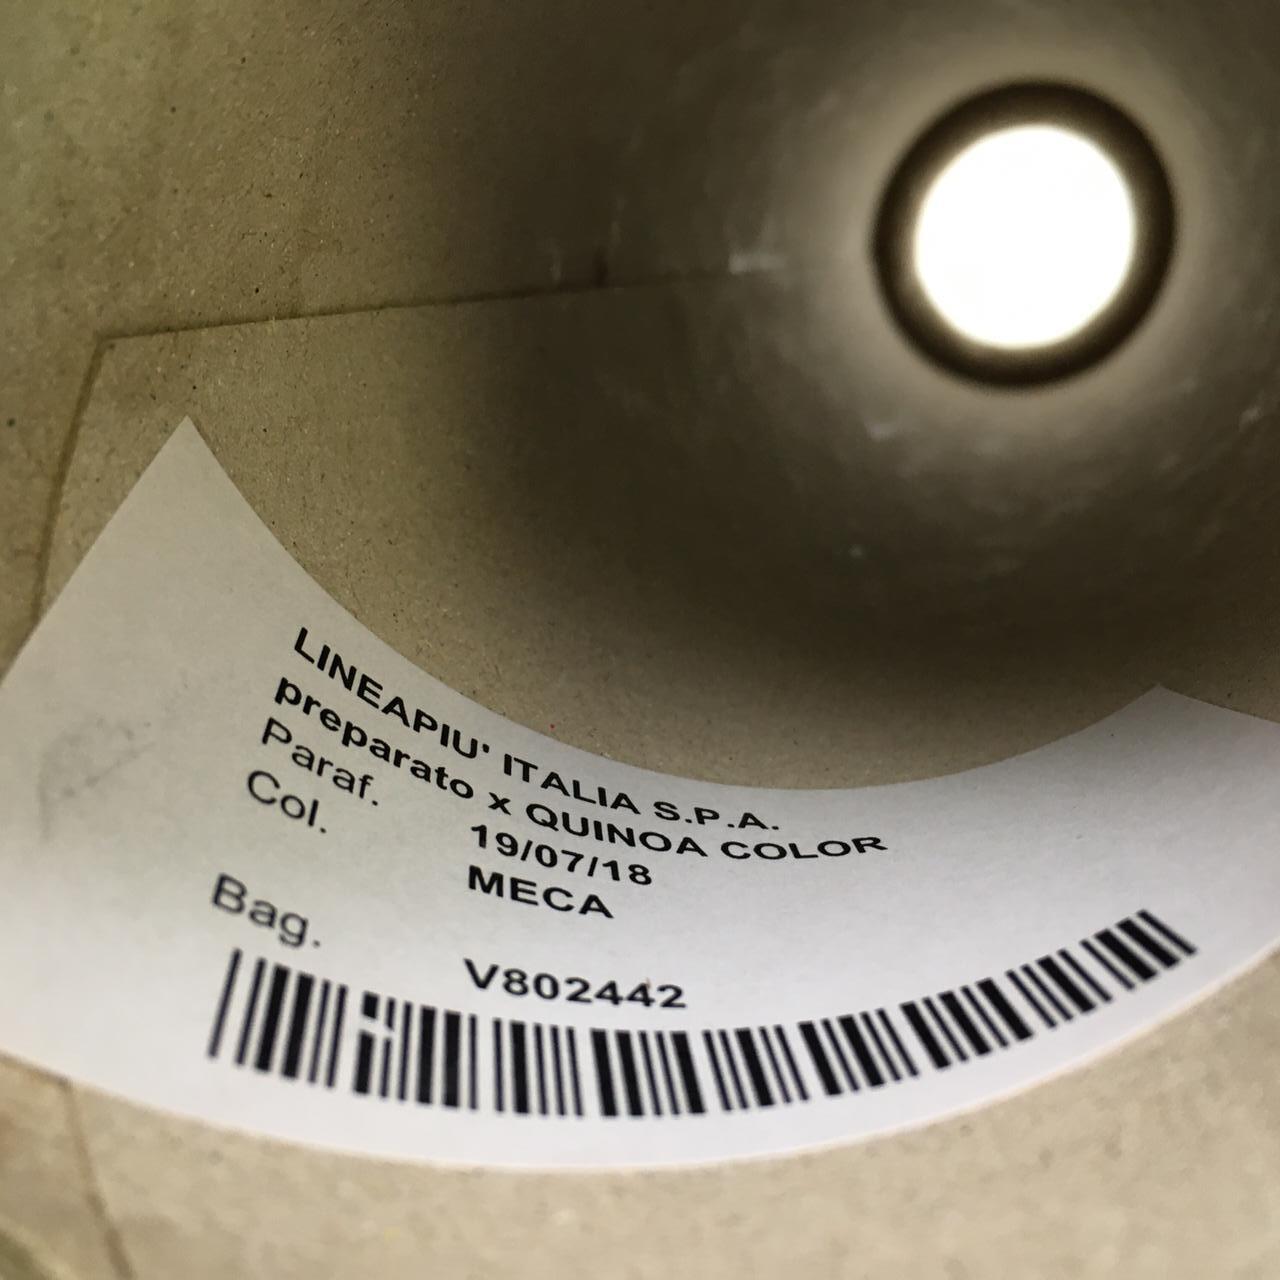 LINEAPIU' ITALIA S.P.A.
preparato x QUINOA COLOR
Paraf. 19/07/18
Col. MECA
Bag. V802442